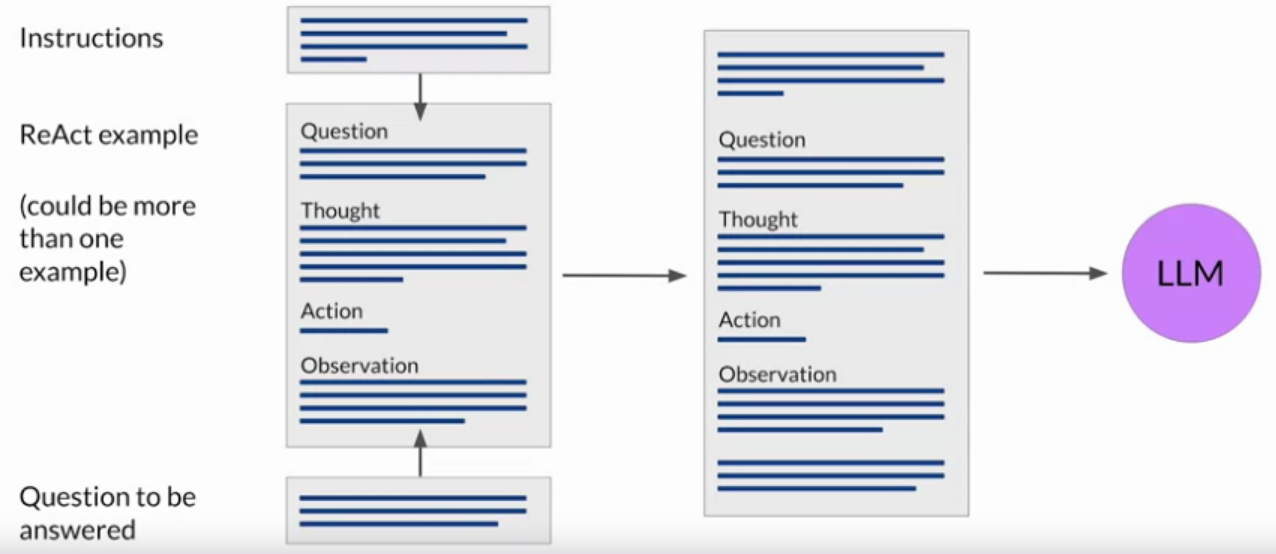 Instructions
ReAct example
(could be more
than one
example)
Question to be
answered
Question
Thought
Action
Observation
Question
Thought
Action
Observation
LLM